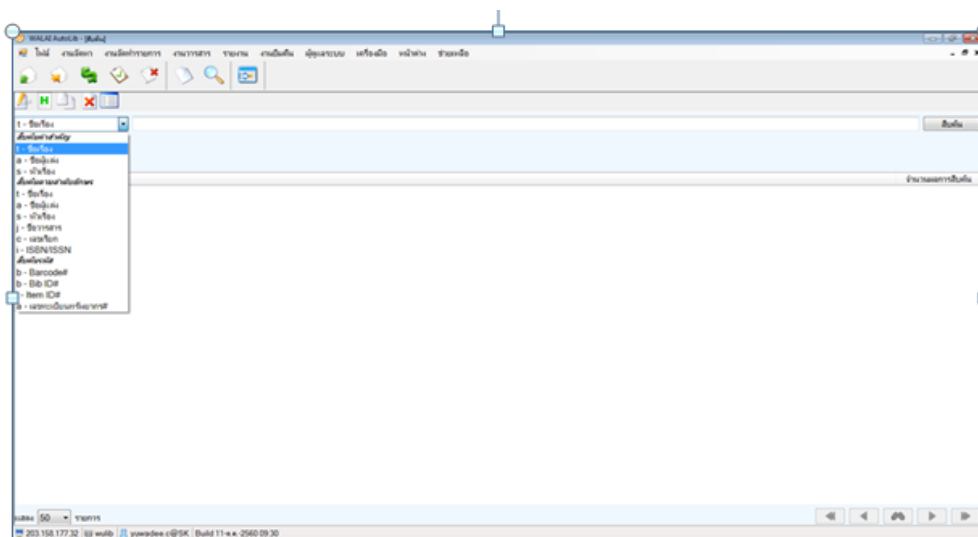 WALAI AutoLib - [สืบค้น]
ไฟล์ งานจัดหา งานจัดทำรายการ งานวารสาร รายงาน งานยืมคืน ผู้ดูแลระบบ เครื่องมือ หน้าต่าง ช่วยเหลือ
H
t - ชื่อเรื่อง สืบค้น
สืบค้นคำสำคัญ
t - ชื่อเรื่อง
a - ชื่อผู้แต่ง
s - หัวเรื่อง
สืบค้นตามลำดับอักษร
จำนวนผลการสืบค้น
t - ชื่อเรื่อง
a - ชื่อผู้แต่ง
s - หัวเรื่อง
j - ชื่อวารสาร
c - เลขเรียก
i - ISBN/ISSN
สืบค้นรหัส
b - Barcode#
b - Bib ID#
- Item ID#
a - เลขทะเบียนทรัพยากร#
แสดง 50 รายการ
203.158.177.32 wulib yuwadee.c@SK Build 11-ต.ค.-2560 09:30